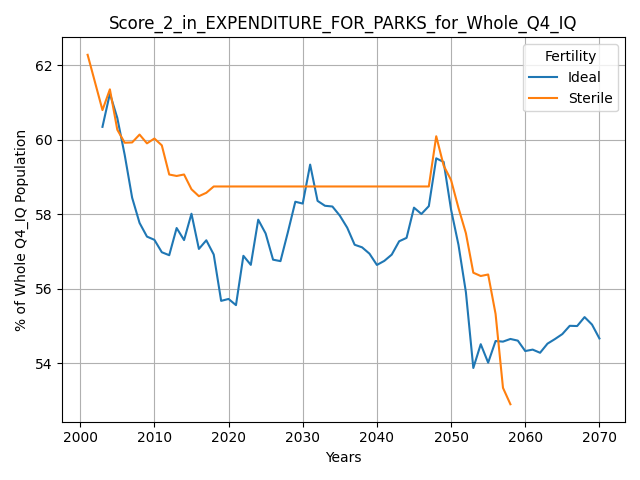 Score_2_in_EXPENDITURE_FOR_PARKS_for_Whole_Q4_IQ
Fertility
Ideal
Sterile
% of Whole Q4_IQ Population
62
60
58
56
54
2000 2010 2020 2030 2040 2050 2060 2070
Years